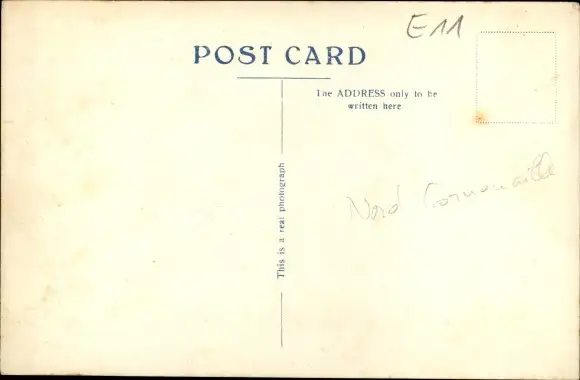 E11
POST CARD
The ADDRESS only to be
written here
This is a real photograph
Nord Cornouaille